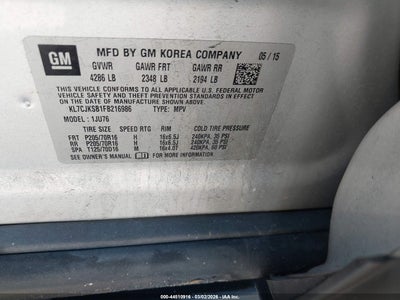 GM
MFD BY GM KOREA COMPANY 05/15
GVWR GAWR FRT GAWR RR
4286 LB 2348 LB 2194 LB
THIS VEHICLE CONFORMS TO ALL APPLICABLE U.S. FEDERAL MOTOR
VEHICLE SAFETY AND THEFT PREVENTION STANDARDS IN EFFECT
ON THE DATE OF MANUFACTURE SHOWN ABOVE.
KL7CJKSB1FB216986 TYPE: MPV
MODEL : 1JU76
TIRE SIZE SPEED RTG RIM COLD TIRE PRESSURE
FRT P205/70R16 H 16x6.5J 240KPA, 35 PSI
RR P205/70R16 H 16x6.5J 240KPA, 35 PSI
SPA T125/70D16 M 16x4.0T 420KPA, 60 PSI
SEE OWNER'S MANUAL FOR ADDITIONAL INFORMATION
000-44510916 - 03/02/2026 - © COPYRIGHT IAA